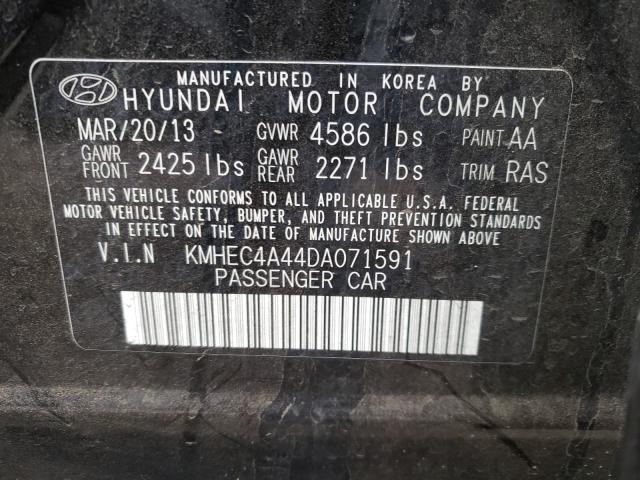 MANUFACTURED IN KOREA BY
HYUNDAI MOTOR COMPANY
MAR/20/13 GVWR 4586 lbs PAINT AA
GAWR FRONT 2425 lbs GAWR REAR 2271 lbs TRIM RAS
THIS VEHICLE CONFORMS TO ALL APPLICABLE U.S.A. FEDERAL
MOTOR VEHICLE SAFETY, BUMPER, AND THEFT PREVENTION STANDARDS
IN EFFECT ON THE DATE OF MANUFACTURE SHOWN ABOVE
V.I.N KMHEC4A44DA071591
PASSENGER CAR